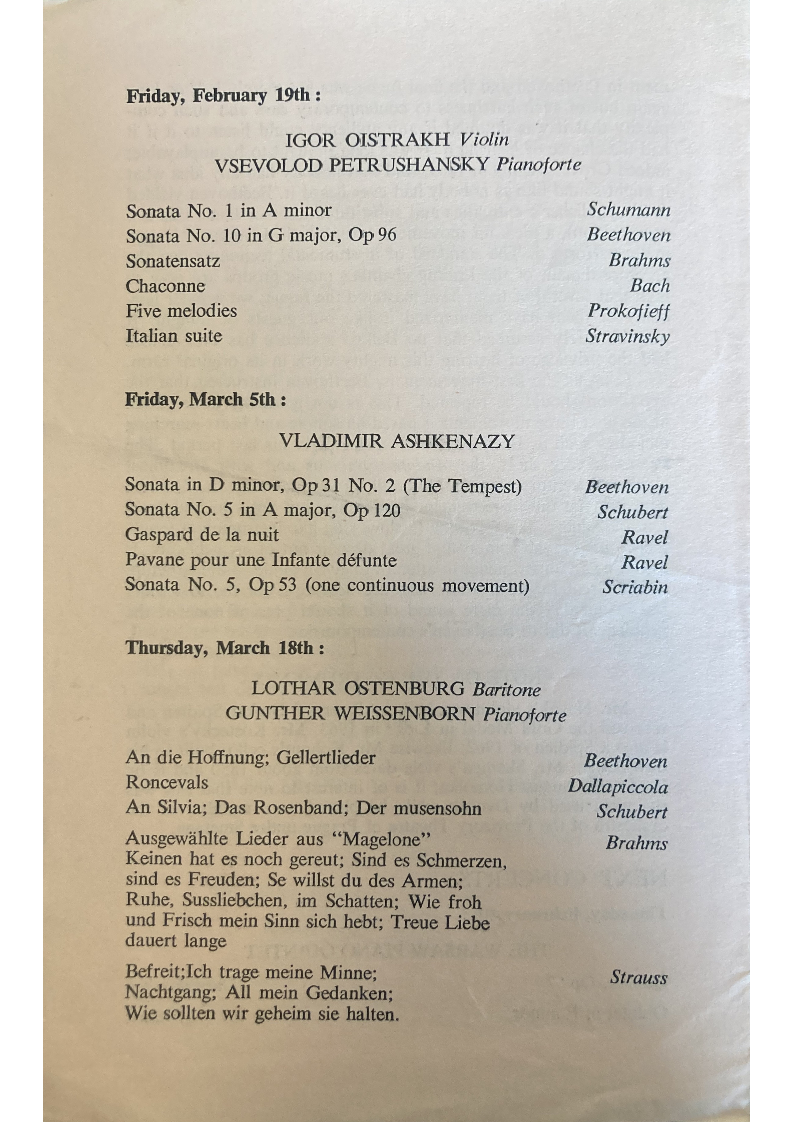 Friday, February 19th :
IGOR OISTRAKH Violin
VSEVOLOD PETRUSHANSKY Pianoforte
Sonata No. 1 in A minor Schumann
Sonata No. 10 in G major, Op 96 Beethoven
Sonatensatz Brahms
Chaconne Bach
Five melodies Prokofieff
Italian suite Stravinsky
Friday, March 5th :
VLADIMIR ASHKENAZY
Sonata in D minor, Op 31 No. 2 (The Tempest) Beethoven
Sonata No. 5 in A major, Op 120 Schubert
Gaspard de la nuit Ravel
Pavane pour une Infante défunte Ravel
Sonata No. 5, Op 53 (one continuous movement) Scriabin
Thursday, March 18th :
LOTHAR OSTENBURG Baritone
GUNTHER WEISSENBORN Pianoforte
An die Hoffnung; Gellertlieder Beethoven
Roncevals Dallapiccola
An Silvia; Das Rosenband; Der musensohn Schubert
Ausgewählte Lieder aus "Magelone" Brahms
Keinen hat es noch gereut; Sind es Schmerzen,
sind es Freuden; Se willst du des Armen;
Ruhe, Sussliebchen, im Schatten; Wie froh
und Frisch mein Sinn sich hebt; Treue Liebe
dauert lange
Befreit;Ich trage meine Minne; Strauss
Nachtgang; All mein Gedanken;
Wie sollten wir geheim sie halten.